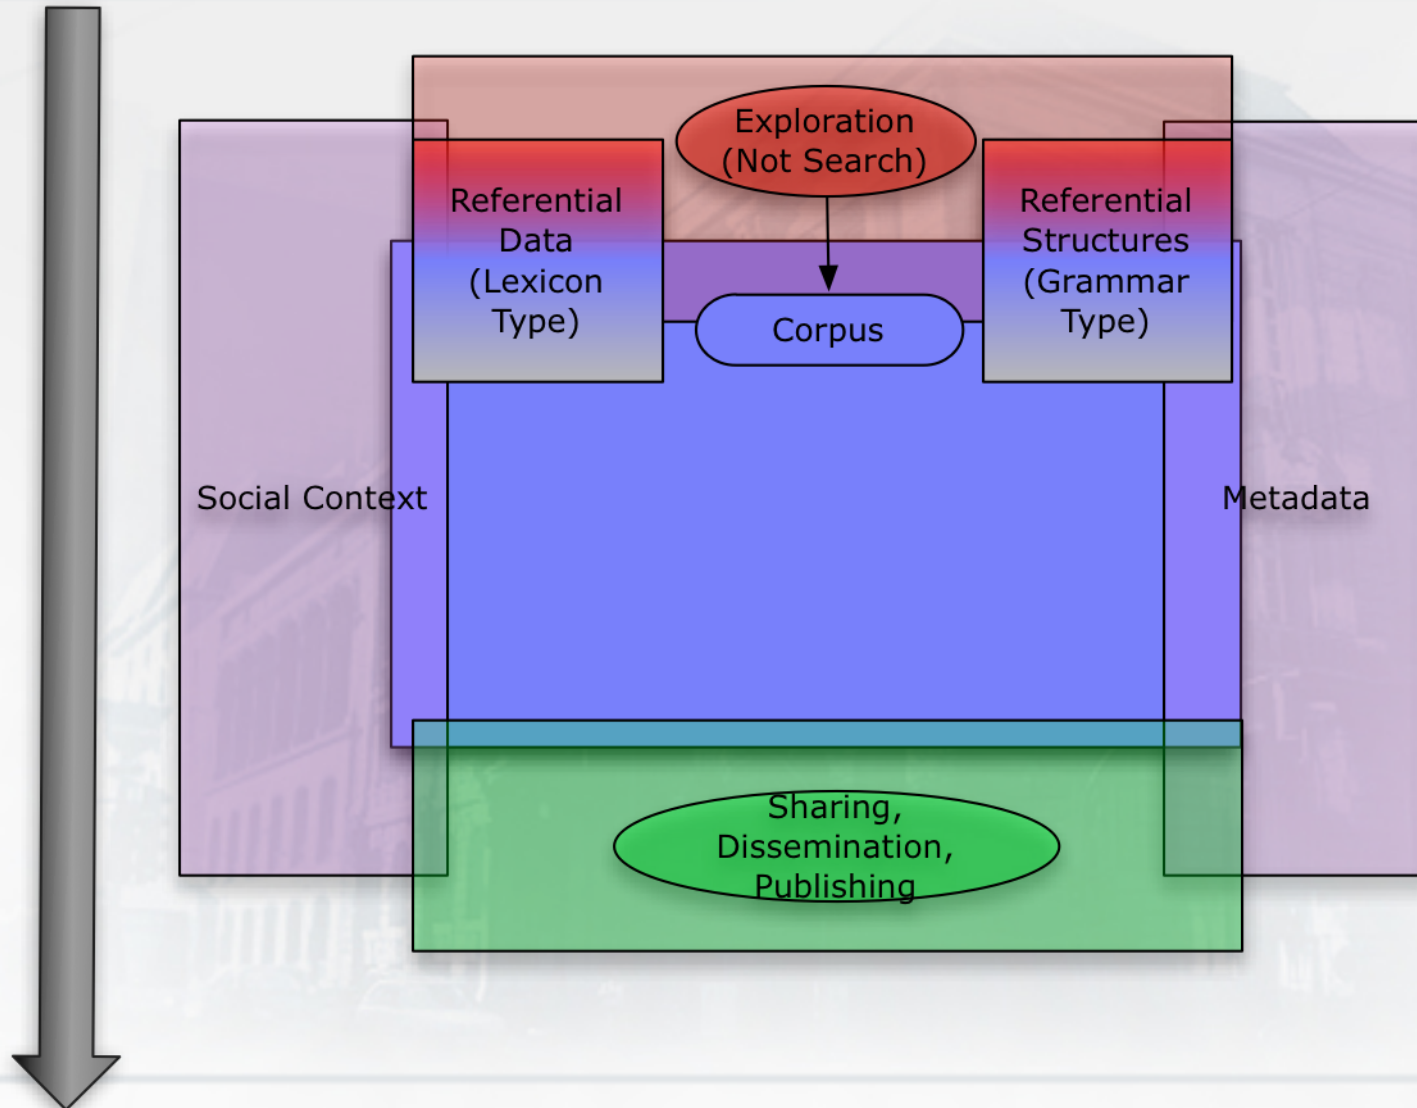 Exploration
(Not Search)
Referential
Data
(Lexicon
Type)
Referential
Structures
(Grammar
Type)
Corpus
Social Context
Metadata
Sharing,
Dissemination,
Publishing